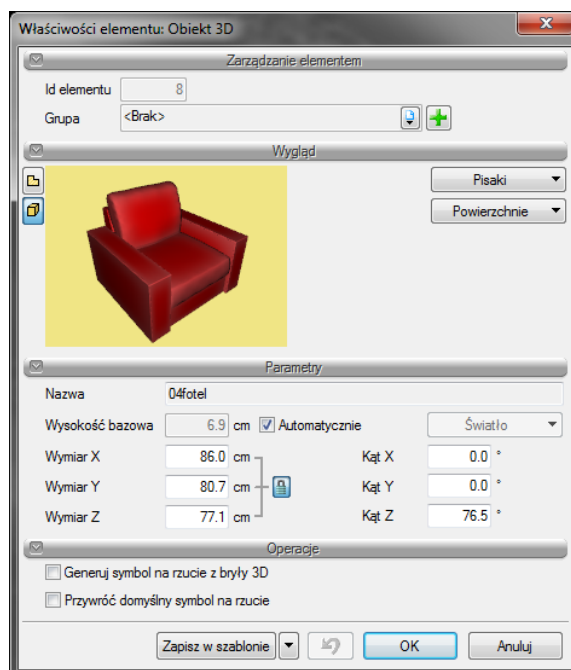 Właściwości elementu: Obiekt 3D
Zarządzanie elementem
Id elementu 8
Grupa <Brak>
Wygląd
Pisaki
Powierzchnie
Parametry
Nazwa 04fotel
Wysokość bazowa 6.9 cm Automatycznie Światło
Wymiar X 86.0 cm Kąt X 0.0 °
Wymiar Y 80.7 cm Kąt Y 0.0 °
Wymiar Z 77.1 cm Kąt Z 76.5 °
Operacje
Generuj symbol na rzucie z bryły 3D
Przywróć domyślny symbol na rzucie
Zapisz w szablonie OK Anuluj